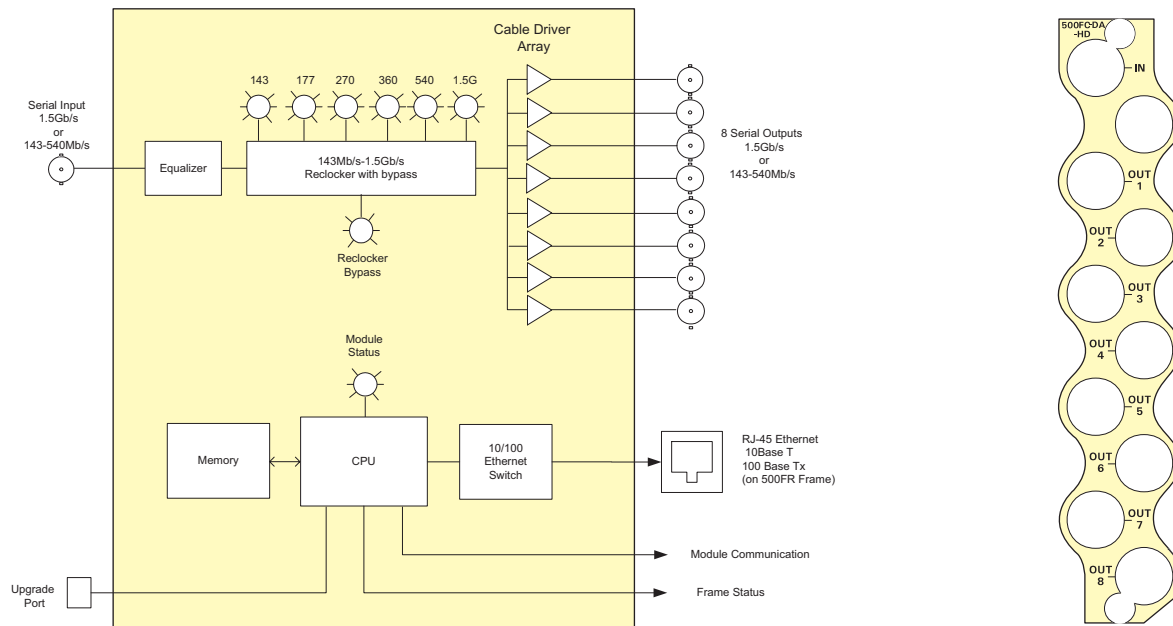 Cable Driver
Array
143
177
270
360
540
1.5G
Serial Input
1.5Gb/s
or
143-540Mb/s
Equalizer
143Mb/s-1.5Gb/s
Reclocker with bypass
8 Serial Outputs
1.5Gb/s
or
143-540Mb/s
Reclocker
Bypass
Module
Status
Memory
CPU
10/100
Ethernet
Switch
RJ-45 Ethernet
10Base T
100 Base Tx
(on 500FR Frame)
Module Communication
Frame Status
Upgrade
Port
500FC-DA
-HD
IN
OUT
1
OUT
2
OUT
3
OUT
4
OUT
5
OUT
6
OUT
7
OUT
8